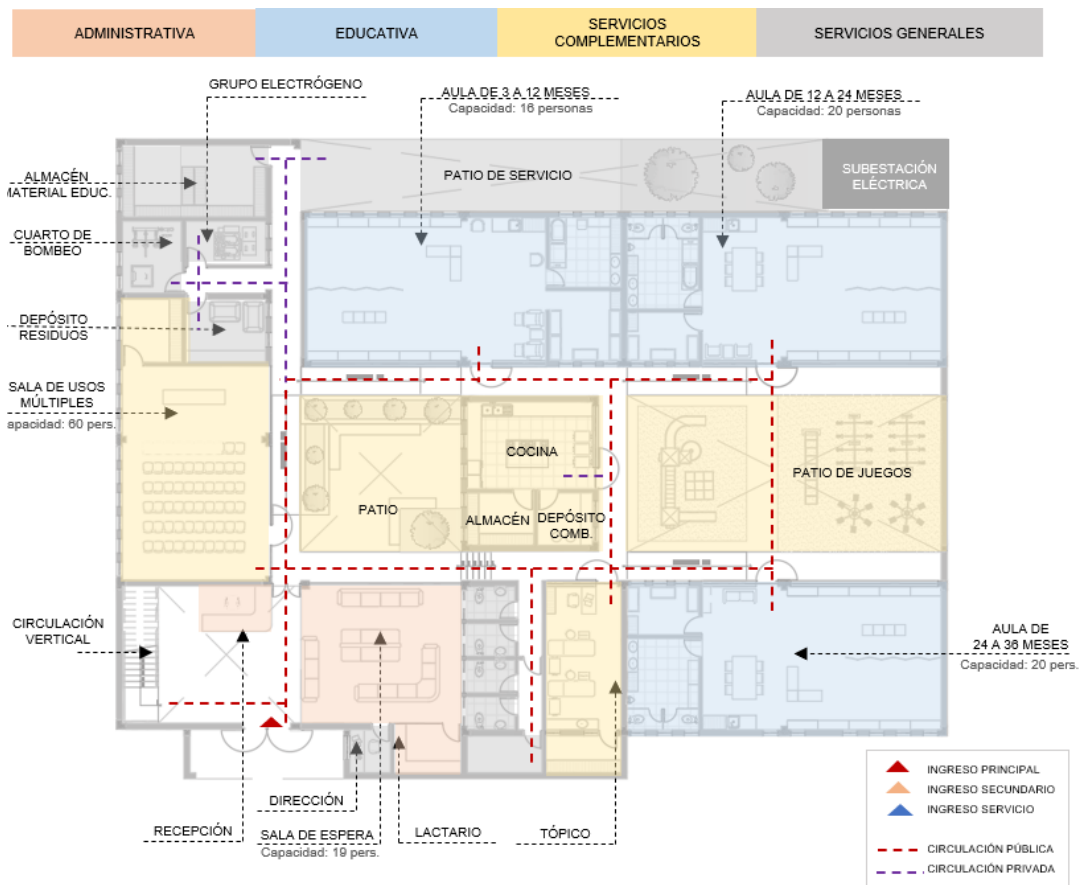 ADMINISTRATIVA
EDUCATIVA
SERVICIOS
COMPLEMENTARIOS
SERVICIOS GENERALES
GRUPO ELECTRÓGENO
AULA DE 3 A 12 MESES
Capacidad: 16 personas
AULA DE 12 A 24 MESES
Capacidad: 20 personas
ALMACÉN
MATERIAL EDUC.
PATIO DE SERVICIO
SUBESTACIÓN
ELÉCTRICA
CUARTO DE
BOMBEO
DEPÓSITO
RESIDUOS
SALA DE USOS
MÚLTIPLES
apacidad: 60 pers.
COCINA
PATIO
ALMACÉN
DEPÓSITO
COMB.
PATIO DE JUEGOS
CIRCULACIÓN
VERTICAL
AULA DE
24 A 36 MESES
Capacidad: 20 pers.
DIRECCIÓN
RECEPCIÓN
SALA DE ESPERA
Capacidad: 19 pers.
LACTARIO
TÓPICO
INGRESO PRINCIPAL
INGRESO SECUNDARIO
INGRESO SERVICIO
CIRCULACIÓN PÚBLICA
CIRCULACIÓN PRIVADA